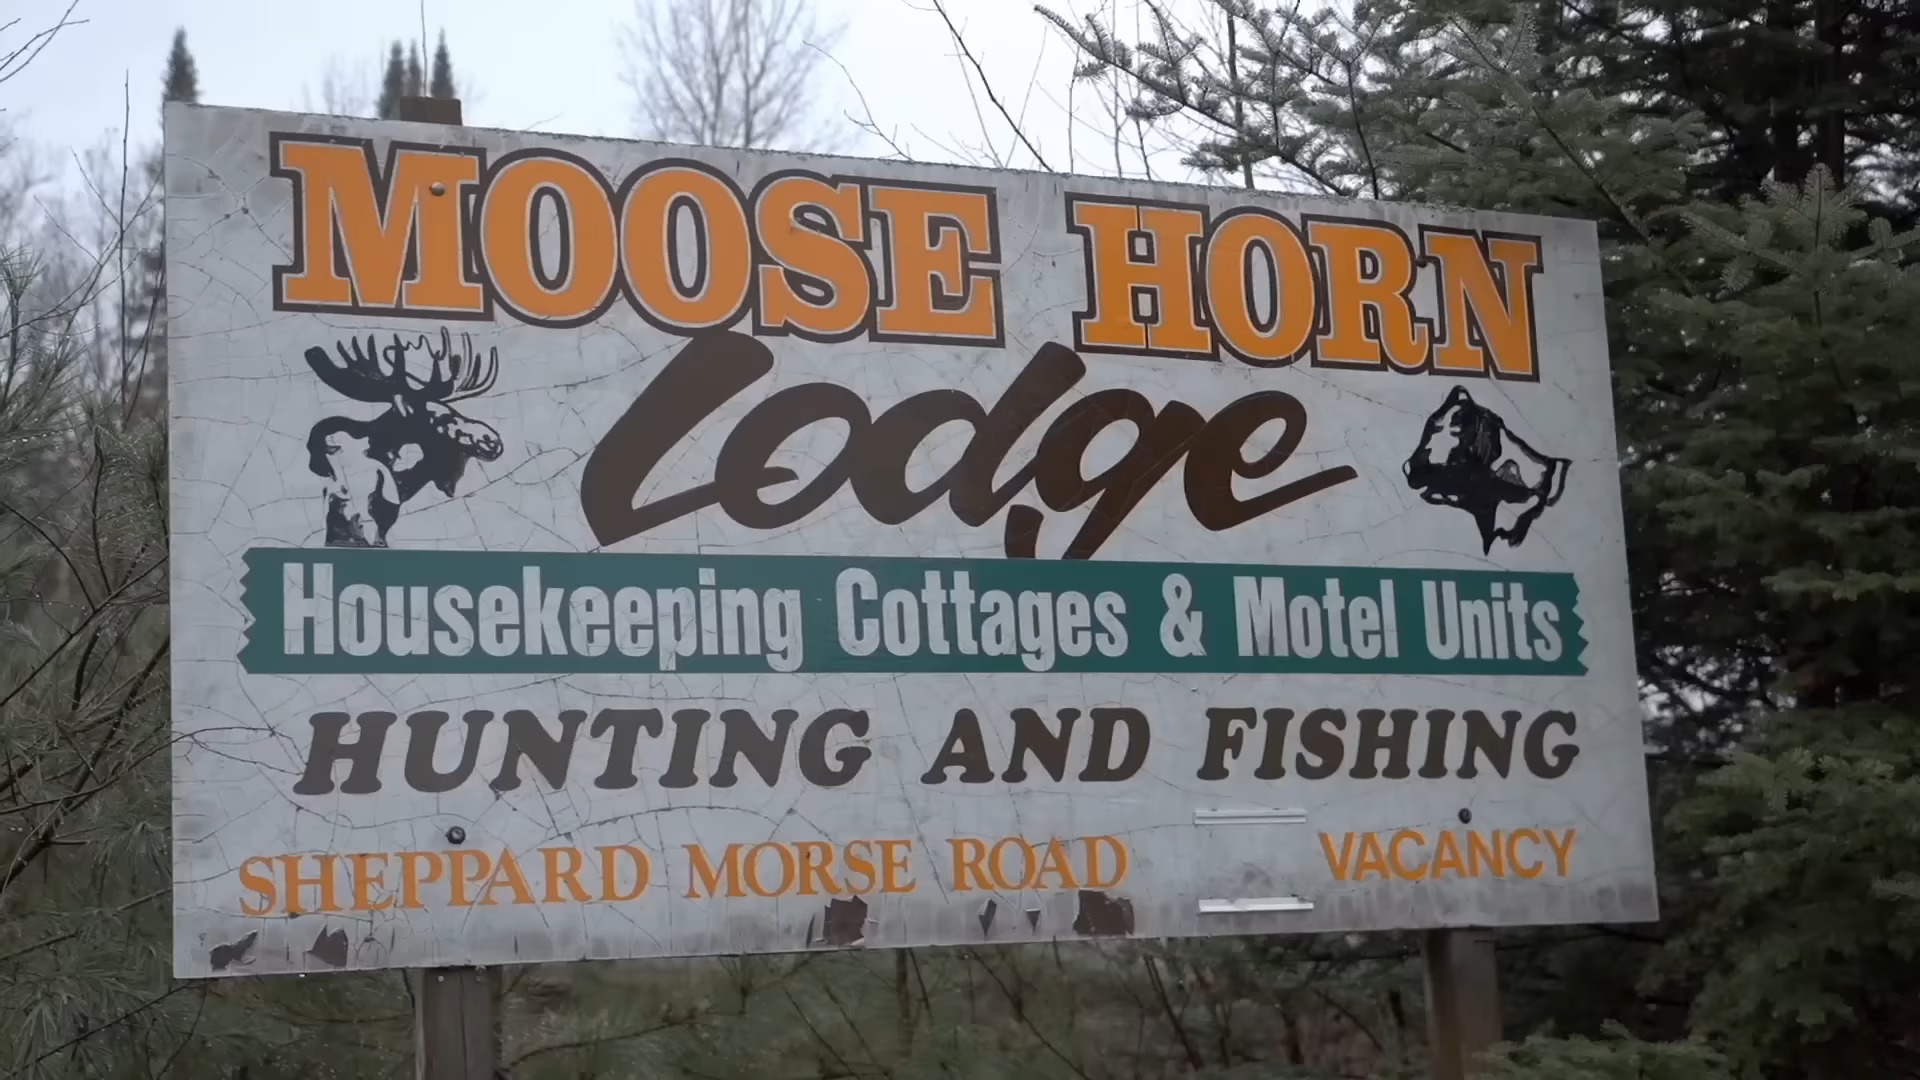 MOOSE HORN
Lodge
Housekeeping Cottages & Motel Units
HUNTING AND FISHING
SHEPPARD MORSE ROAD VACANCY